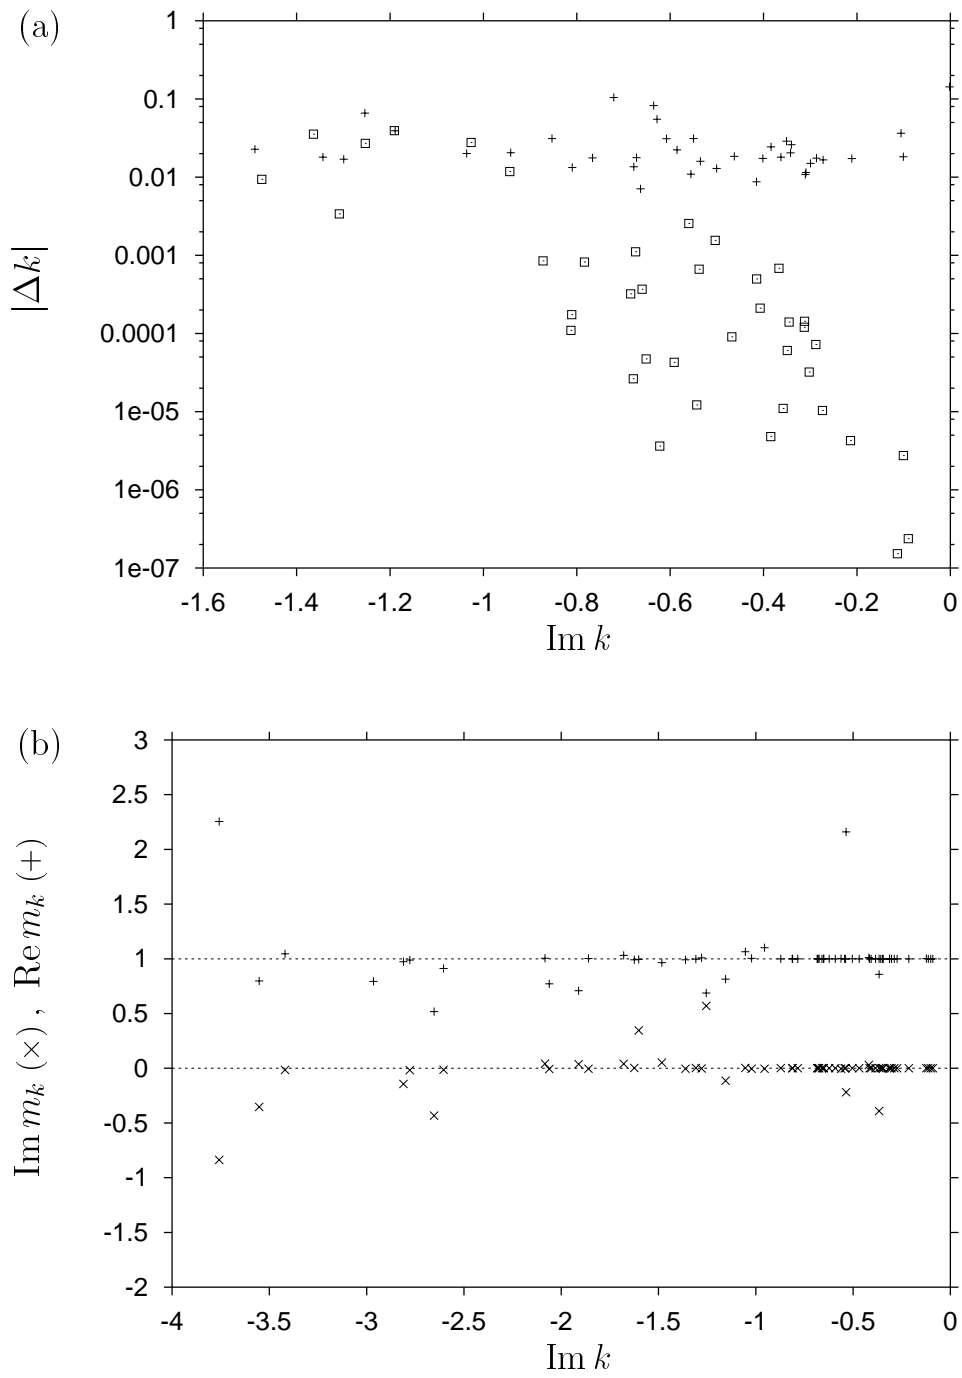 (a)
1
0.1
0.01
0.001
0.0001
1e-05
1e-06
1e-07
|Δk|
-1.6 -1.4 -1.2 -1 -0.8 -0.6 -0.4 -0.2 0
Im k
(b)
3
2.5
2
1.5
1
0.5
0
-0.5
-1
-1.5
-2
Im m_k (×) , Re m_k (+)
-4 -3.5 -3 -2.5 -2 -1.5 -1 -0.5 0
Im k